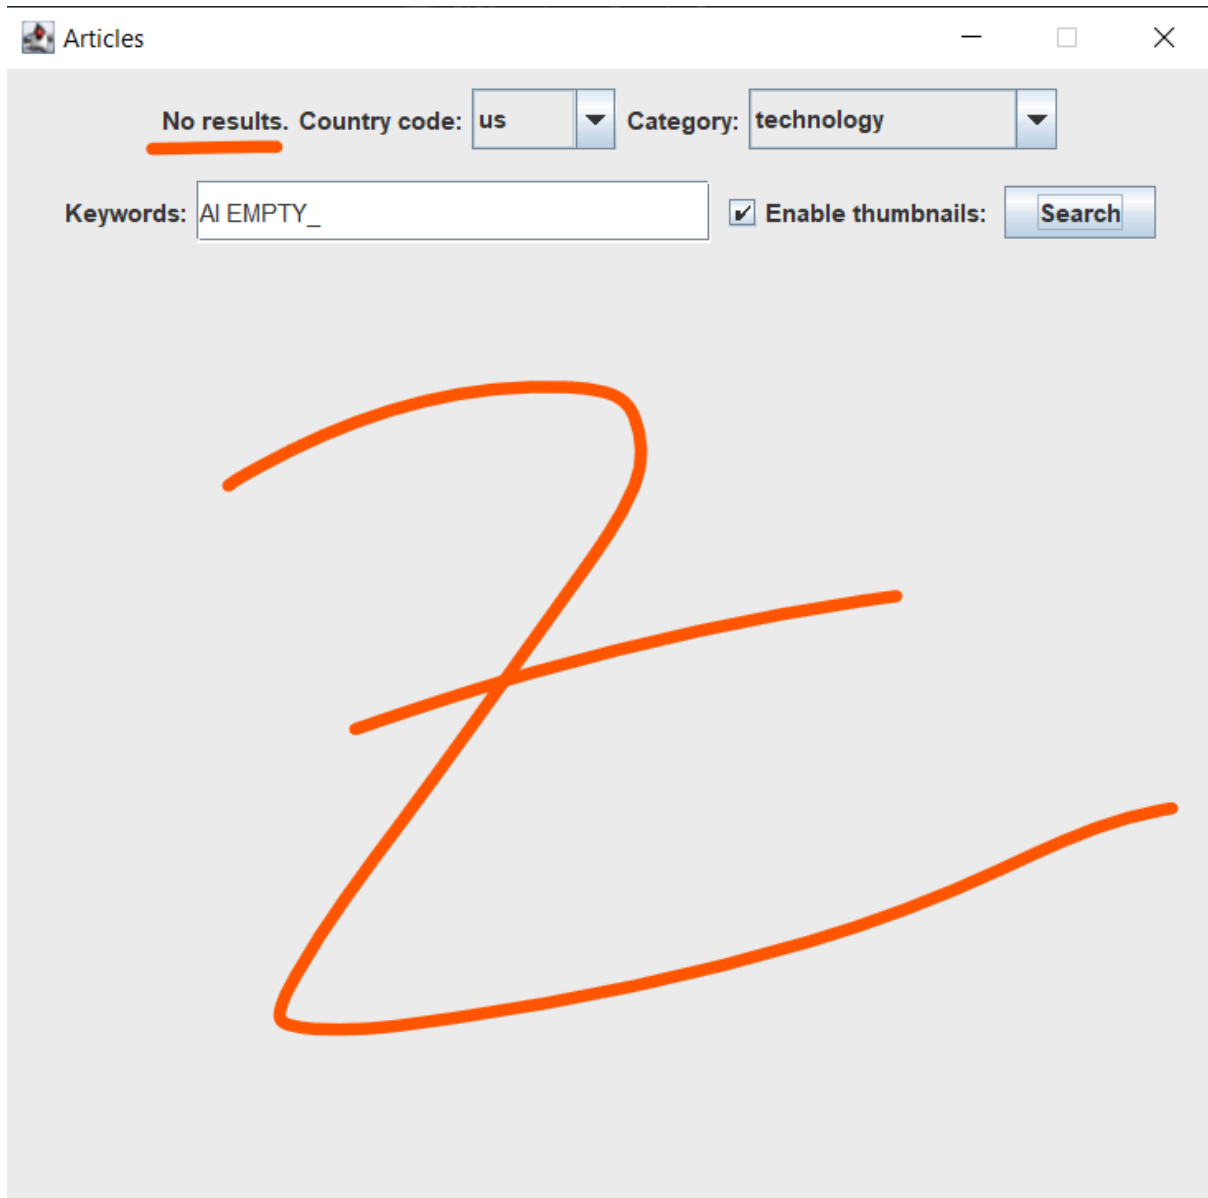 Articles
No results. Country code: us Category: technology
Keywords: AI EMPTY_ Enable thumbnails: Search
Z